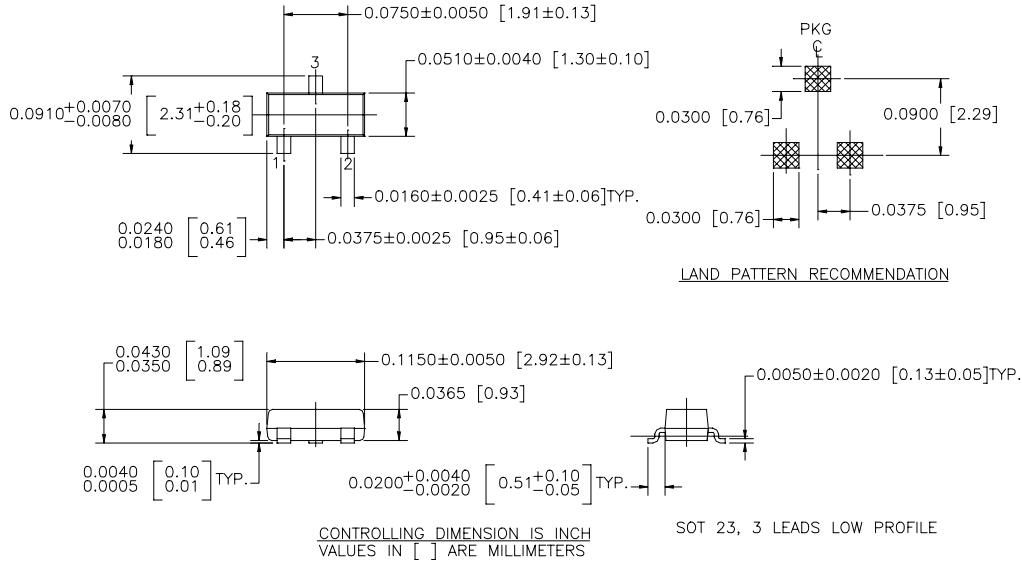 0.0750±0.0050 [1.91±0.13]
PKG
℄
3
0.0510±0.0040 [1.30±0.10]
0.0910+0.0070 [2.31+0.18]
-0.0080 -0.20
0.0300 [0.76]
0.0900 [2.29]
1
2
0.0160±0.0025 [0.41±0.06]TYP.
0.0240 [0.61]
0.0180 [0.46]
0.0375±0.0025 [0.95±0.06]
0.0300 [0.76]
0.0375 [0.95]
LAND PATTERN RECOMMENDATION
0.0430 [1.09]
0.0350 [0.89]
0.1150±0.0050 [2.92±0.13]
0.0365 [0.93]
0.0050±0.0020 [0.13±0.05]TYP.
0.0040 [0.10] TYP.
0.0005 [0.01]
0.0200+0.0040 [0.51+0.10] TYP.
-0.0020 -0.05
CONTROLLING DIMENSION IS INCH
VALUES IN [ ] ARE MILLIMETERS
SOT 23, 3 LEADS LOW PROFILE